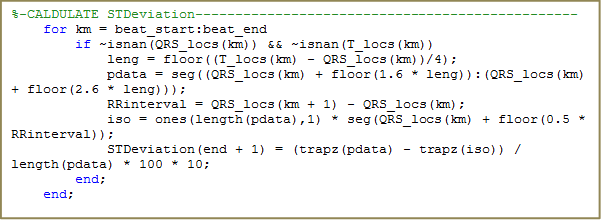 %-CALDULATE STDeviation-----------------------------------------------
for km = beat_start:beat_end
if ~isnan(QRS_locs(km)) && ~isnan(T_locs(km))
leng = floor((T_locs(km) - QRS_locs(km))/4);
pdata = seg((QRS_locs(km) + floor(1.6 * leng)):(QRS_locs(km)
+ floor(2.6 * leng)));
RRinterval = QRS_locs(km + 1) - QRS_locs(km);
iso = ones(length(pdata),1) * seg(QRS_locs(km) + floor(0.5 *
RRinterval));
STDeviation(end + 1) = (trapz(pdata) - trapz(iso)) /
length(pdata) * 100 * 10;
end;
end;